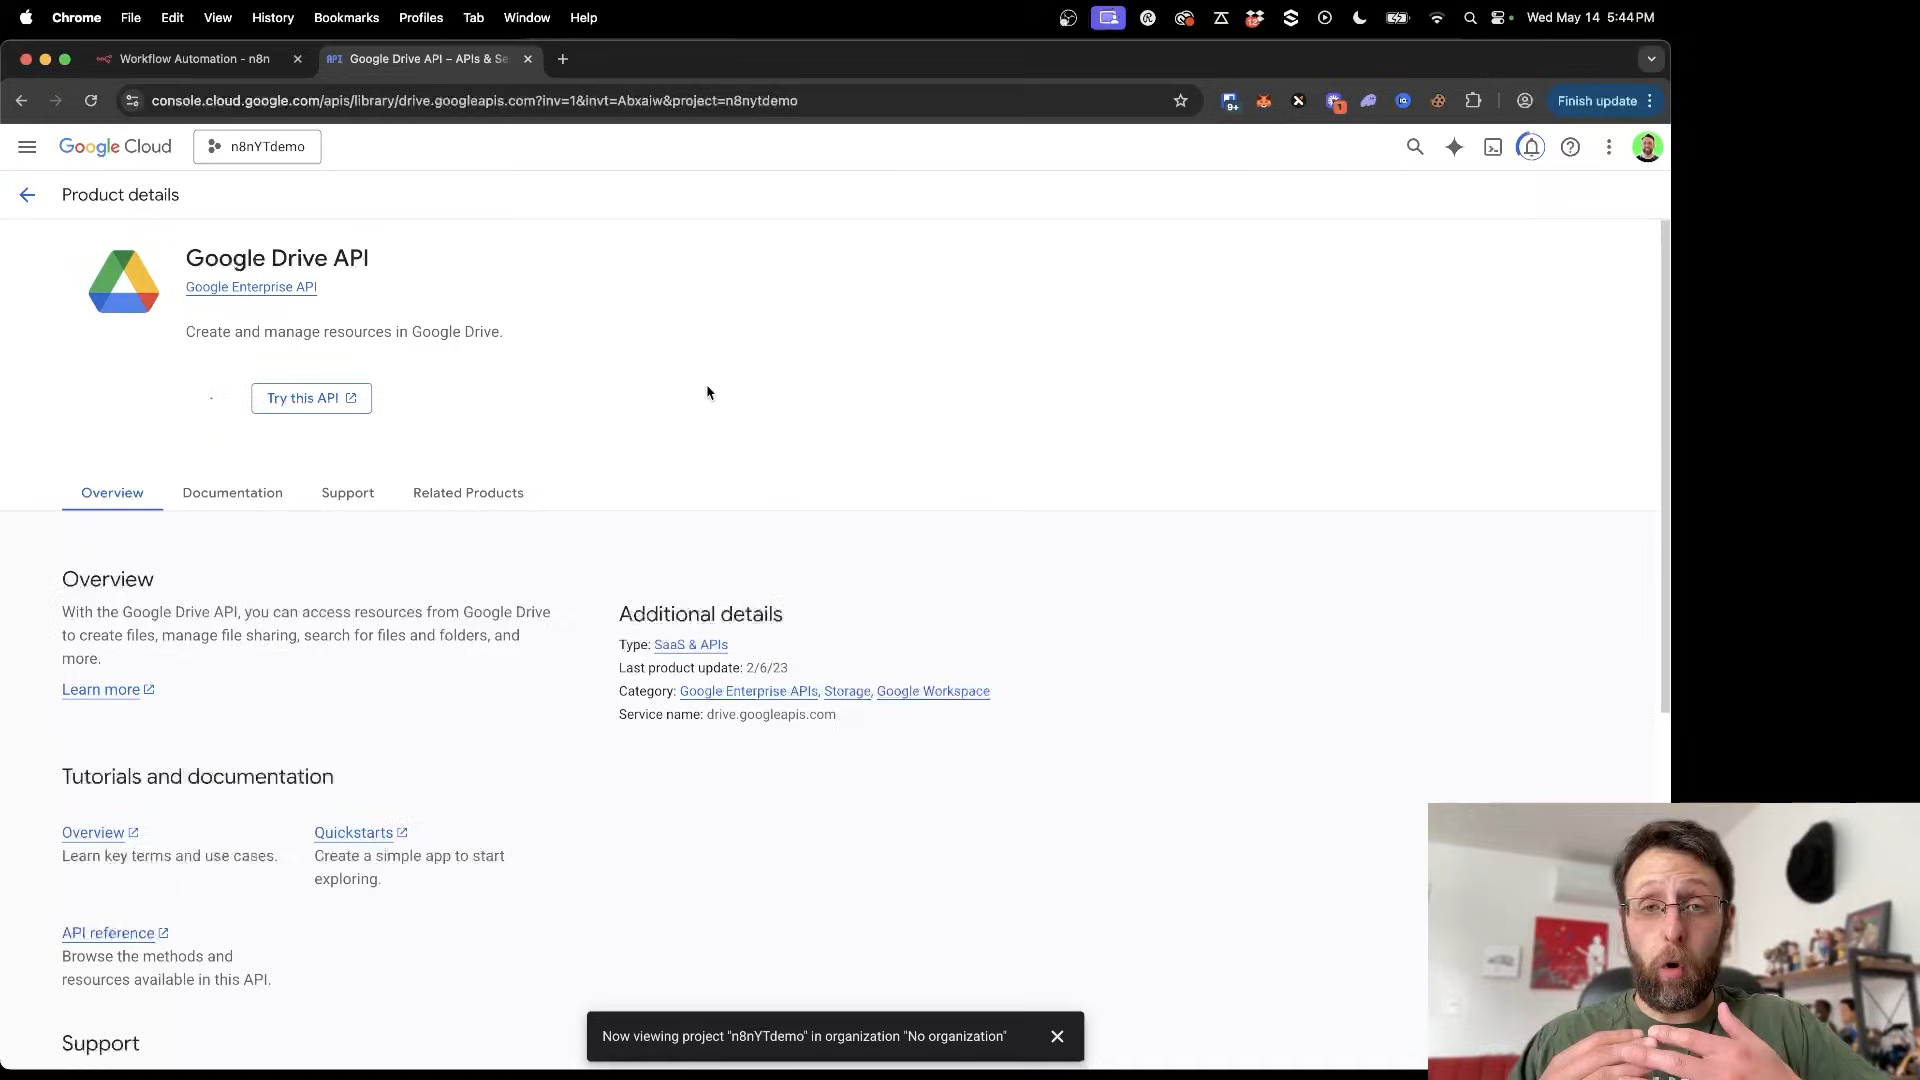 Chrome File Edit View History Bookmarks Profiles Tab Window Help
12
Wed May 14 5:44 PM
Workflow Automation - n8n
API Google Drive API – APIs & Se
console.cloud.google.com/apis/library/drive.googleapis.com?inv=1&invt=Abxaiw&project=n8nytdemo
9+
1
Finish update
Google Cloud
n8nYTdemo
Product details
Google Drive API
Google Enterprise API
Create and manage resources in Google Drive.
Try this API
Overview Documentation Support Related Products
Overview
With the Google Drive API, you can access resources from Google Drive
to create files, manage file sharing, search for files and folders, and
more.
Learn more
Additional details
Type: SaaS & APIs
Last product update: 2/6/23
Category: Google Enterprise APIs, Storage, Google Workspace
Service name: drive.googleapis.com
Tutorials and documentation
Overview
Learn key terms and use cases.
Quickstarts
Create a simple app to start
exploring.
API reference
Browse the methods and
resources available in this API.
Support
Now viewing project "n8nYTdemo" in organization "No organization"